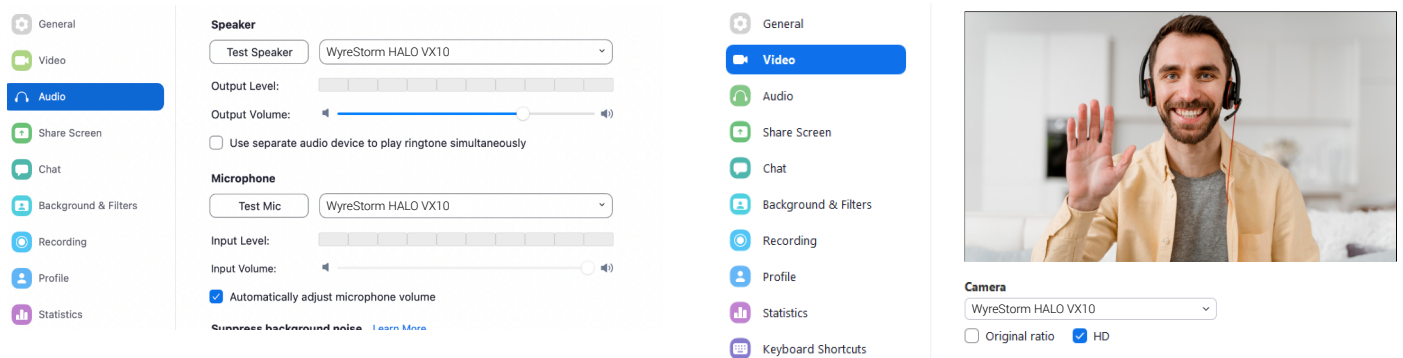 General
Video
Audio
Share Screen
Chat
Background & Filters
Recording
Profile
Statistics
Speaker
Test Speaker WyreStorm HALO VX10
Output Level:
Output Volume:
Use separate audio device to play ringtone simultaneously
Microphone
Test Mic WyreStorm HALO VX10
Input Level:
Input Volume:
Automatically adjust microphone volume
Suppress background noise Learn More
General
Video
Audio
Share Screen
Chat
Background & Filters
Recording
Profile
Statistics
Keyboard Shortcuts
Camera
WyreStorm HALO VX10
Original ratio HD